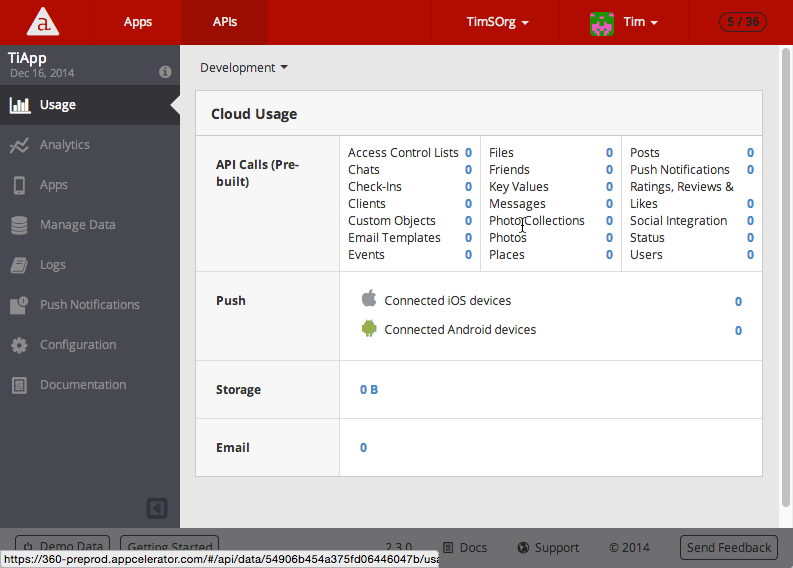 a Apps APIs TimSOrg Tim 5 / 36
TiApp
Dec 16, 2014
Usage
Analytics
Apps
Manage Data
Logs
Push Notifications
Configuration
Documentation
Development
Cloud Usage
API Calls (Pre-
built)
Access Control Lists 0
Chats 0
Check-Ins 0
Clients 0
Custom Objects 0
Email Templates 0
Events 0
Files 0
Friends 0
Key Values 0
Messages 0
Photo Collections 0
Photos 0
Places 0
Posts 0
Push Notifications 0
Ratings, Reviews &
Likes 0
Social Integration 0
Status 0
Users 0
Push
Connected iOS devices 0
Connected Android devices 0
Storage 0 B
Email 0
Demo Data Getting Started 2.3.0 Docs Support © 2014 Send Feedback
https://360-preprod.appcelerator.com/#/api/data/54906b454a375fd06446047b/usa